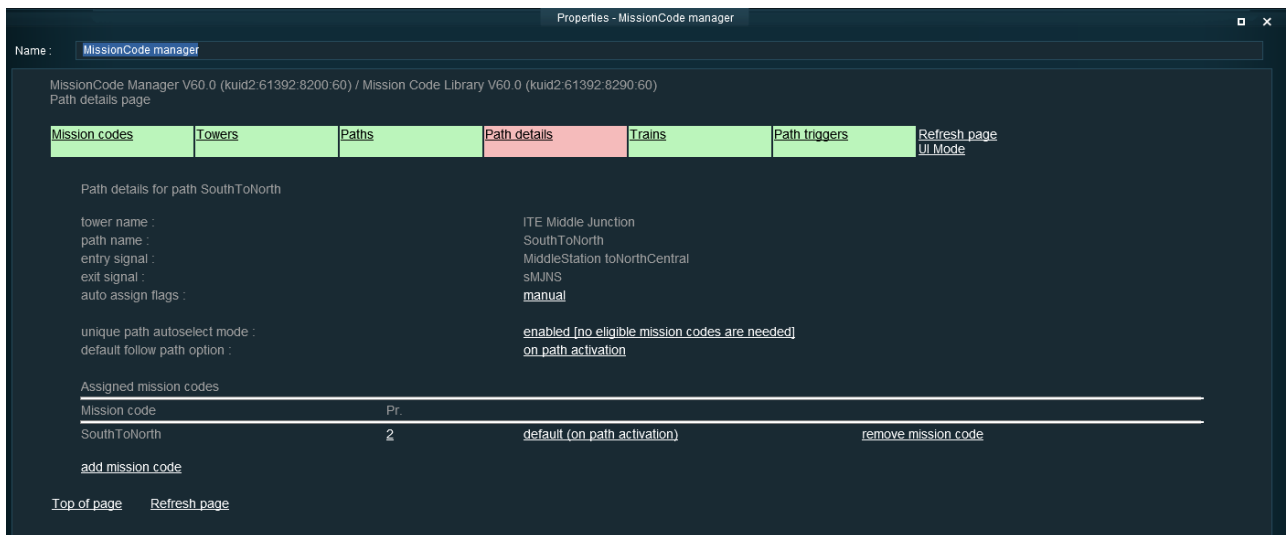 Properties - MissionCode manager
Name : MissionCode manager
MissionCode Manager V60.0 (kuid2:61392:8200:60) / Mission Code Library V60.0 (kuid2:61392:8290:60)
Path details page
Mission codes Towers Paths Path details Trains Path triggers Refresh page
UI Mode
Path details for path SouthToNorth
tower name : ITE Middle Junction
path name : SouthToNorth
entry signal : MiddleStation toNorthCentral
exit signal : sMJNS
auto assign flags : manual
unique path autoselect mode : enabled [no eligible mission codes are needed]
default follow path option : on path activation
Assigned mission codes
Mission code Pr.
SouthToNorth 2 default (on path activation) remove mission code
add mission code
Top of page Refresh page